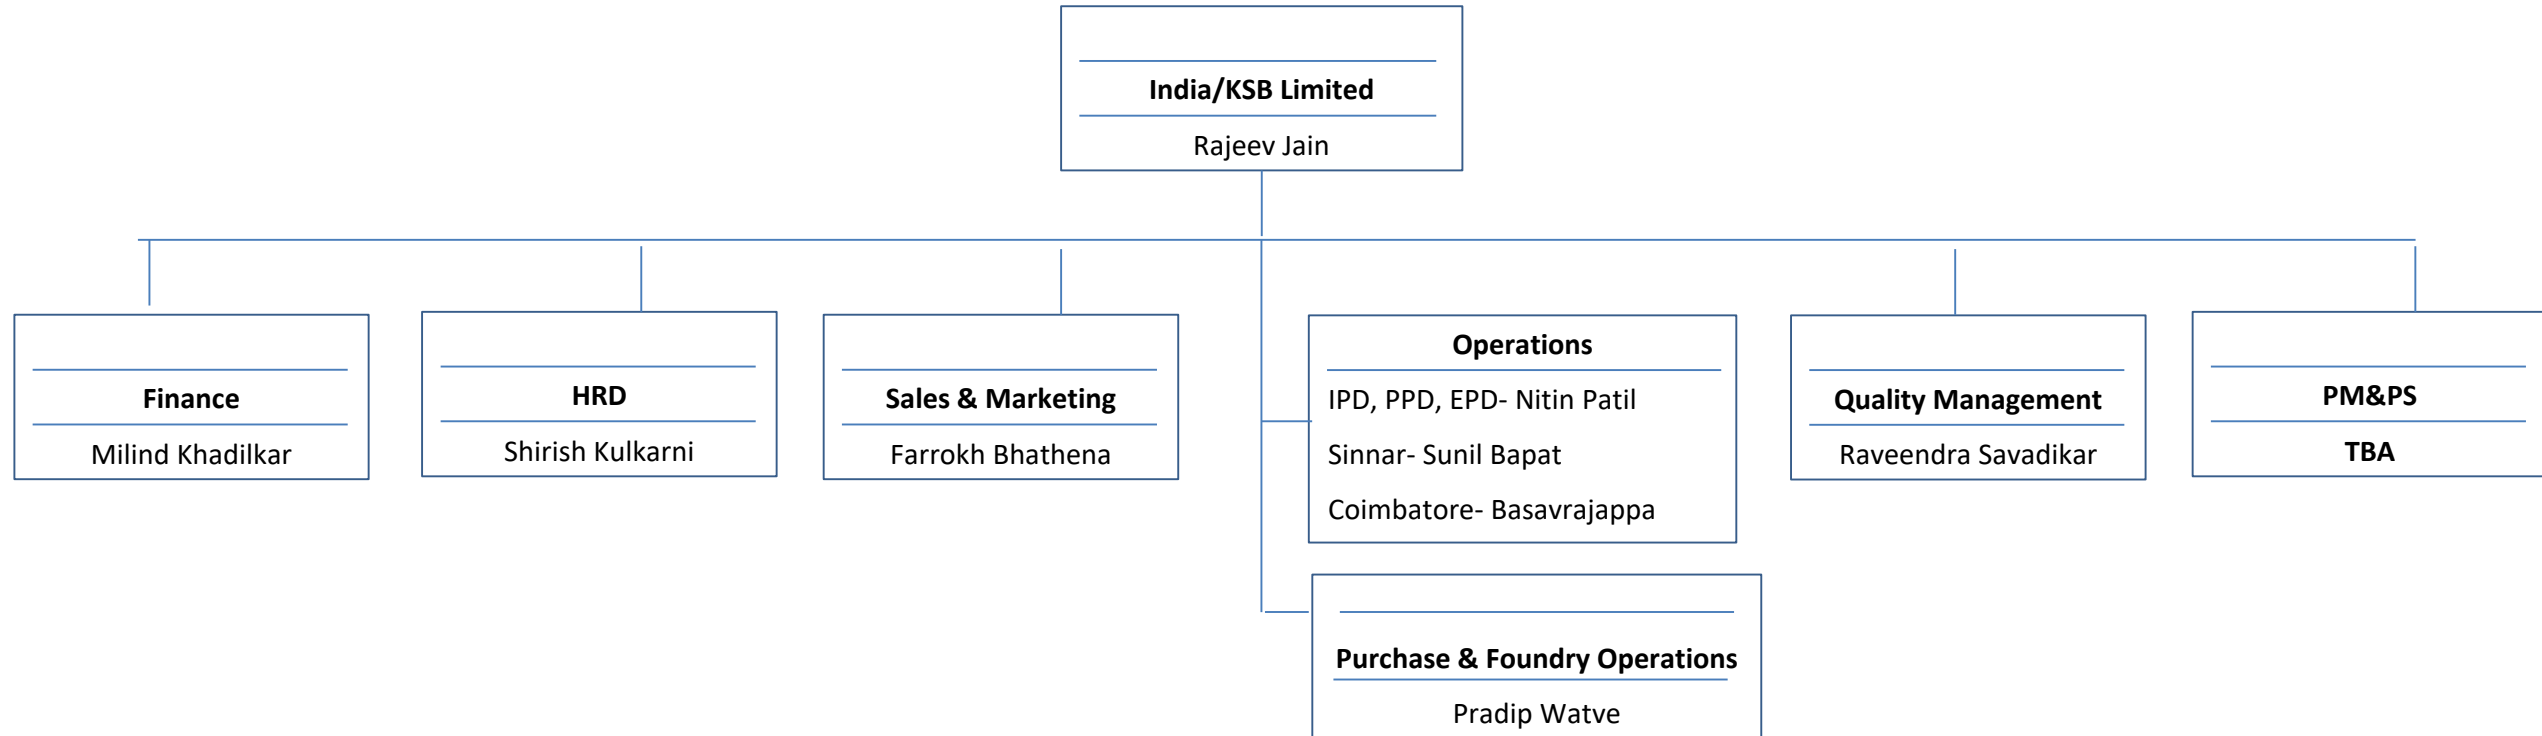 India/KSB Limited
Rajeev Jain
Finance
Milind Khadilkar
HRD
Shirish Kulkarni
Sales & Marketing
Farrokh Bhathena
Operations
IPD, PPD, EPD- Nitin Patil
Sinnar- Sunil Bapat
Coimbatore- Basavrajappa
Quality Management
Raveendra Savadikar
PM&PS
TBA
Purchase & Foundry Operations
Pradip Watve